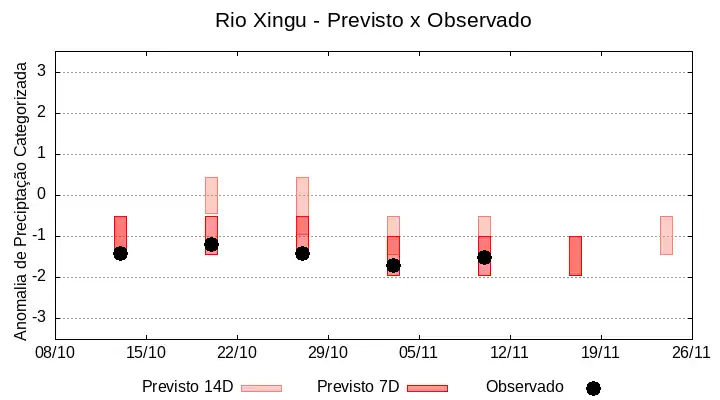 Rio Xingu - Previsto x Observado
Anomalia de Preciptação Categorizada
3
2
1
0
-1
-2
-3
08/10 15/10 22/10 29/10 05/11 12/11 19/11 26/11
Previsto 14D Previsto 7D Observado